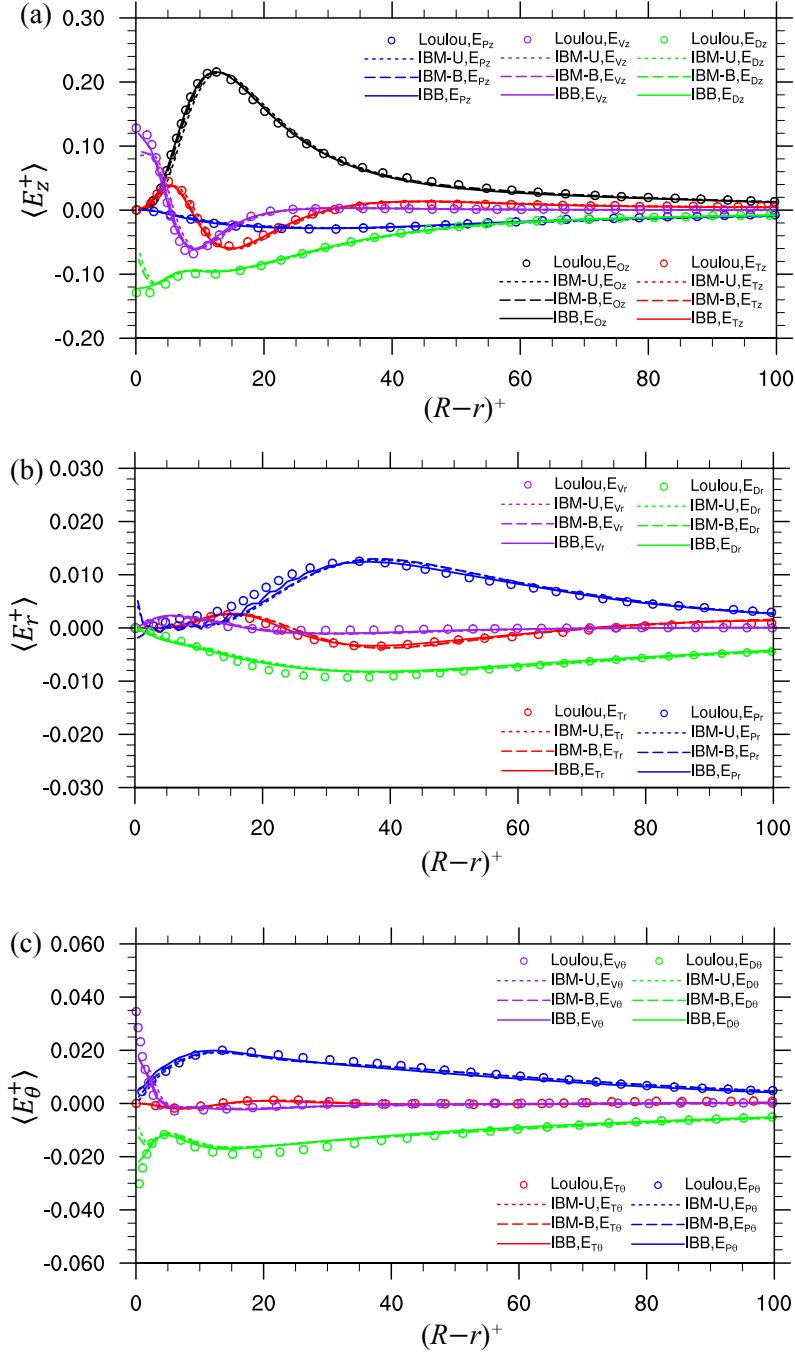 (a)
Loulou,E_Pz Loulou,E_Vz Loulou,E_Dz
IBM-U,E_Pz IBM-U,E_Vz IBM-U,E_Dz
IBM-B,E_Pz IBM-B,E_Vz IBM-B,E_Dz
IBB,E_Pz IBB,E_Vz IBB,E_Dz
0.30
0.20
0.10
0.00
-0.10
-0.20
⟨E_z^+⟩
Loulou,E_Oz Loulou,E_Tz
IBM-U,E_Oz IBM-U,E_Tz
IBM-B,E_Oz IBM-B,E_Tz
IBB,E_Oz IBB,E_Tz
0 20 40 60 80 100
(R−r)^+
(b)
Loulou,E_Vr Loulou,E_Dr
IBM-U,E_Vr IBM-U,E_Dr
IBM-B,E_Vr IBM-B,E_Dr
IBB,E_Vr IBB,E_Dr
0.030
0.020
0.010
0.000
-0.010
-0.020
-0.030
⟨E_r^+⟩
Loulou,E_Tr Loulou,E_Pr
IBM-U,E_Tr IBM-U,E_Pr
IBM-B,E_Tr IBM-B,E_Pr
IBB,E_Tr IBB,E_Pr
0 20 40 60 80 100
(R−r)^+
(c)
Loulou,E_Vθ Loulou,E_Dθ
IBM-U,E_Vθ IBM-U,E_Dθ
IBM-B,E_Vθ IBM-B,E_Dθ
IBB,E_Vθ IBB,E_Dθ
0.060
0.040
0.020
0.000
-0.020
-0.040
-0.060
⟨E_θ^+⟩
Loulou,E_Tθ Loulou,E_Pθ
IBM-U,E_Tθ IBM-U,E_Pθ
IBM-B,E_Tθ IBM-B,E_Pθ
IBB,E_Tθ IBB,E_Pθ
0 20 40 60 80 100
(R−r)^+